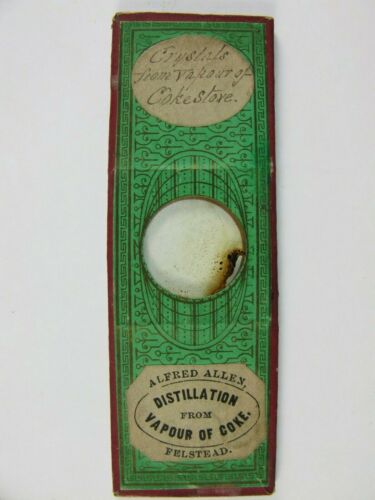 Crystals
from vapour of
Coke Stove.
ALFRED ALLEN,
DISTILLATION
FROM
VAPOUR OF COKE.
FELSTEAD.